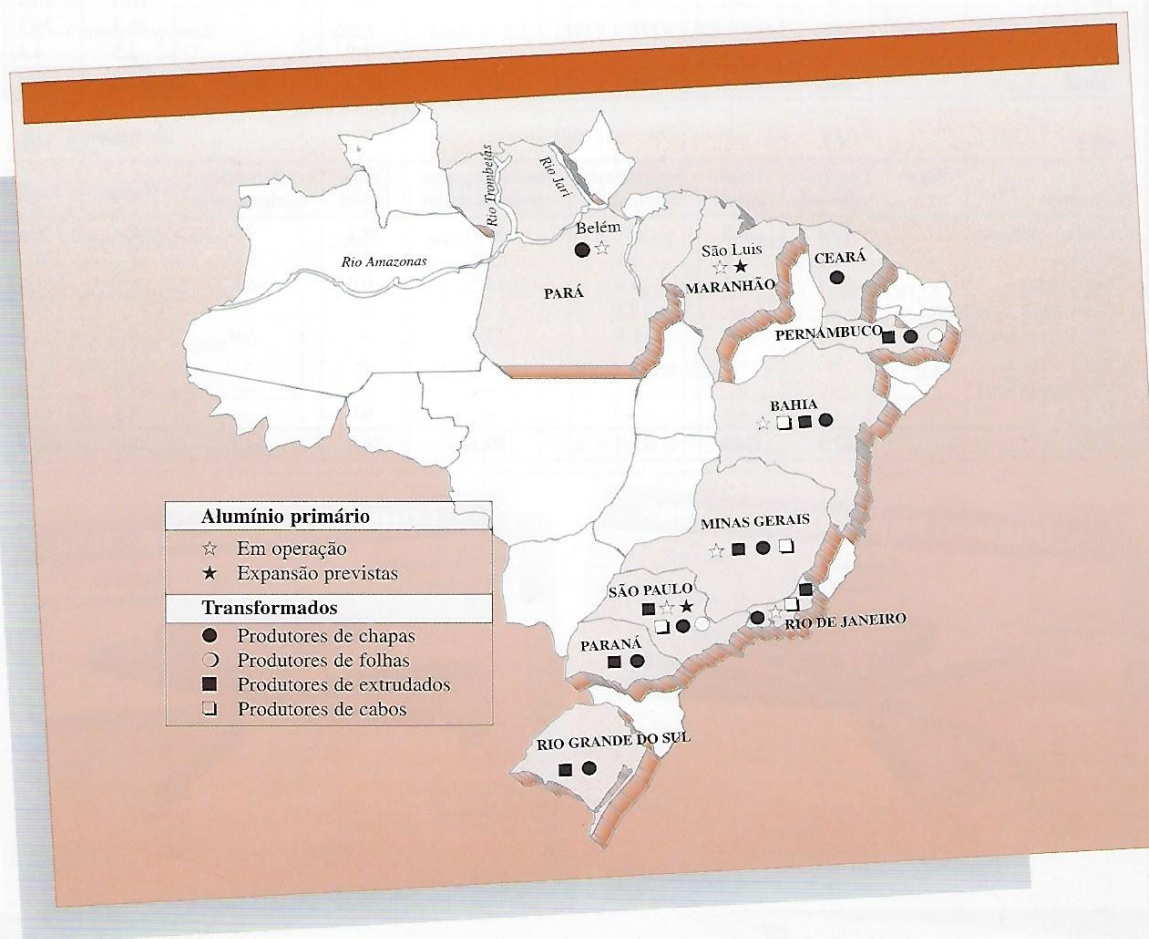 Rio Trombetas
Rio Jari
Rio Amazonas
Belém
PARÁ
São Luis
MARANHÃO
CEARÁ
PERNAMBUCO
BAHIA
MINAS GERAIS
SÃO PAULO
RIO DE JANEIRO
PARANÁ
RIO GRANDE DO SUL
Alumínio primário
Em operação
Expansão previstas
Transformados
Produtores de chapas
Produtores de folhas
Produtores de extrudados
Produtores de cabos